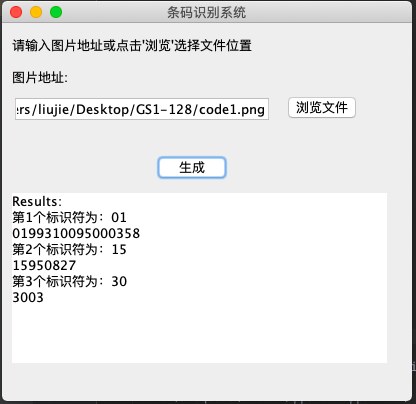 条码识别系统
请输入图片地址或点击'浏览'选择文件位置
图片地址:
ers/liujie/Desktop/GS1-128/code1.png 浏览文件
生成
Results:
第1个标识符为: 01
0199310095000358
第2个标识符为: 15
15950827
第3个标识符为: 30
3003